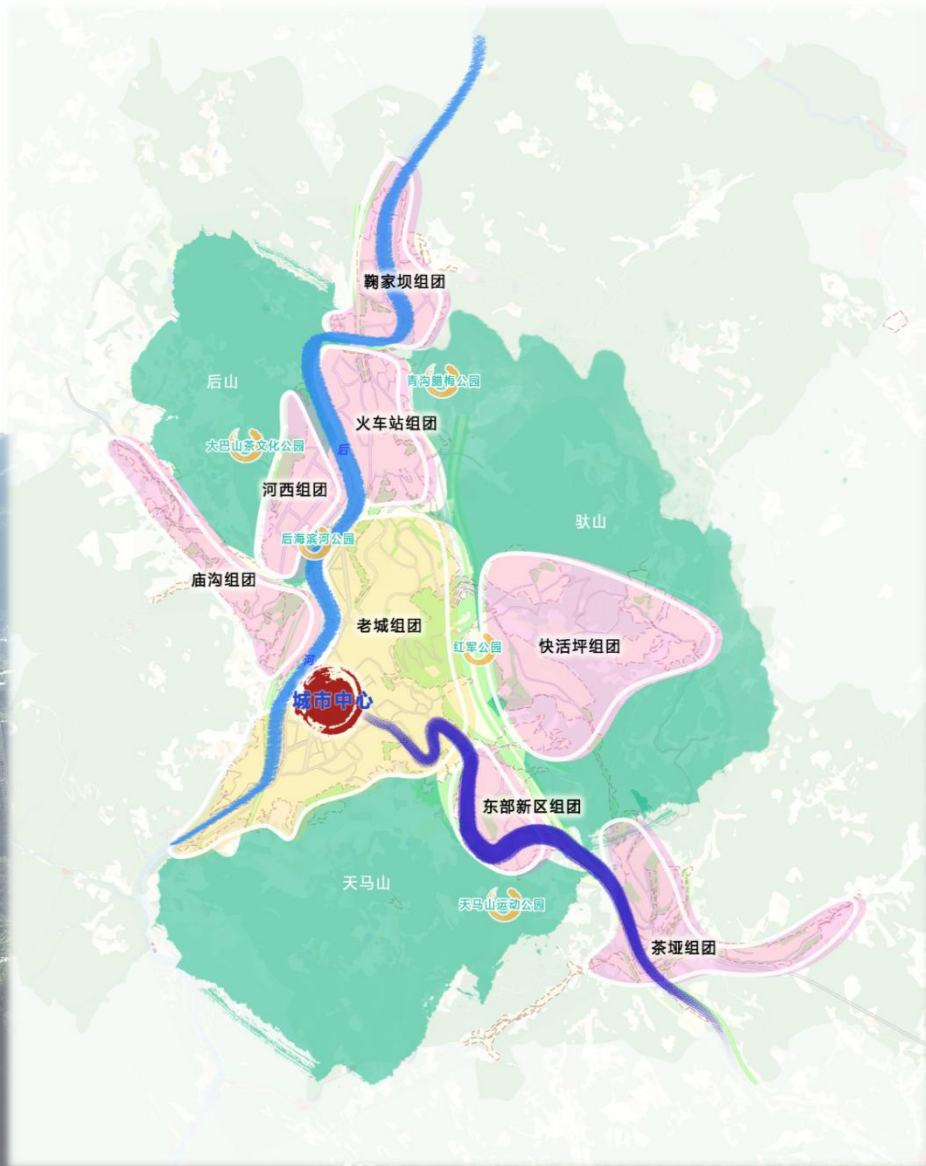 鞠家坝组团
后山
青沟腊梅公园
火车站组团
大巴山茶文化公园
后
河西组团
驮山
后海滨河公园
庙沟组团
老城组团
红军公园
快活坪组团
河
城市中心
东部新区组团
天马山
天马山运动公园
茶垭组团